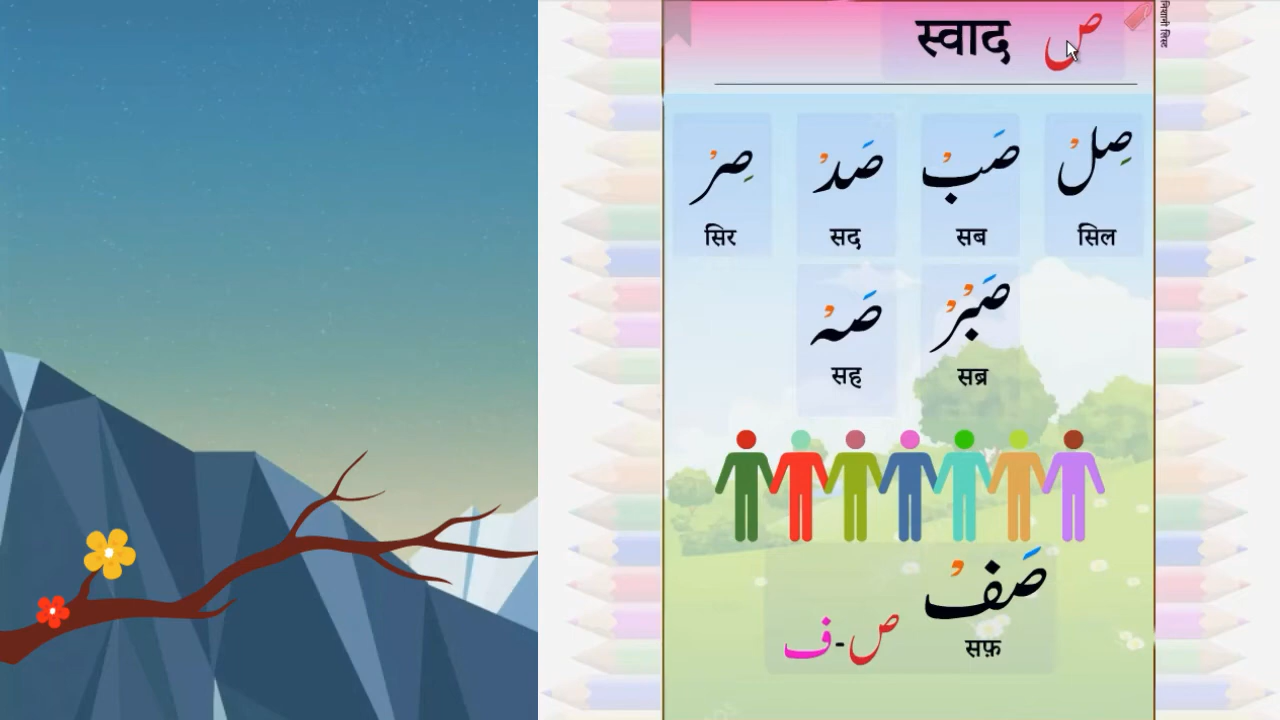 स्वाद ص
صِلْ صَبْ صَدْ صِرْ
सिल सब सद सिर
صَبْرْ صَہْ
सब्र सह
صَفْ
सफ़
ص-ف
निशानी लिस्ट